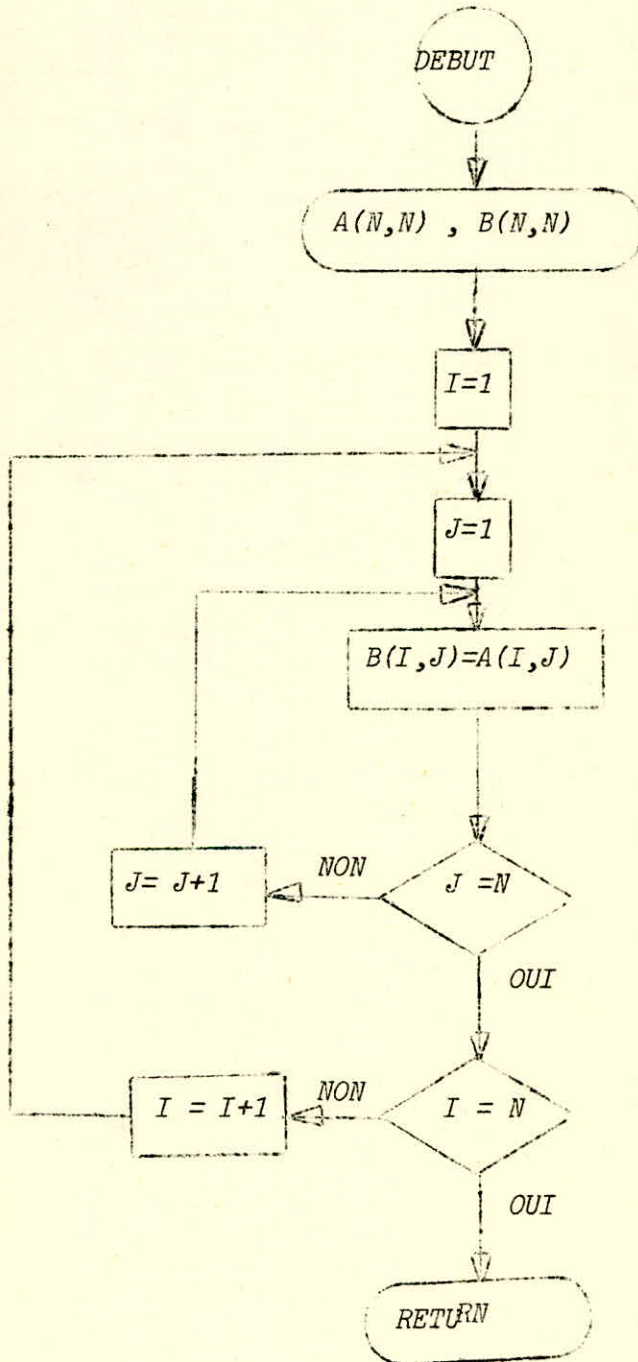 DEBUT
A(N,N) , B(N,N)
I=1
J=1
B(I,J)=A(I,J)
J =N
NON
J= J+1
OUI
I = N
NON
I = I+1
OUI
RETURN